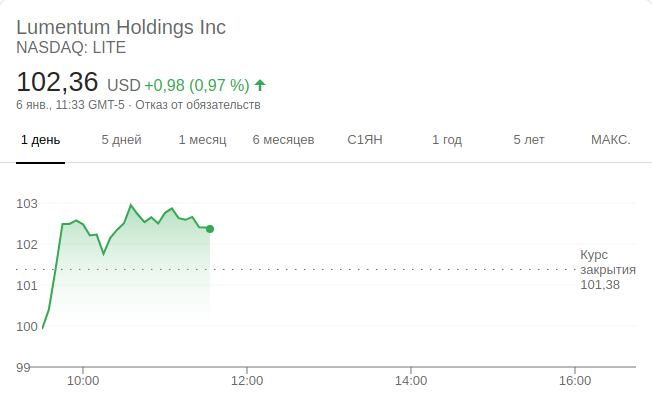 Lumentum Holdings Inc
NASDAQ: LITE
102,36 USD +0,98 (0,97 %)
6 янв., 11:33 GMT-5 · Отказ от обязательств
1 день 5 дней 1 месяц 6 месяцев С1ЯН 1 год 5 лет МАКС.
103
102
101
100
99
Курс
закрытия
101,38
10:00 12:00 14:00 16:00